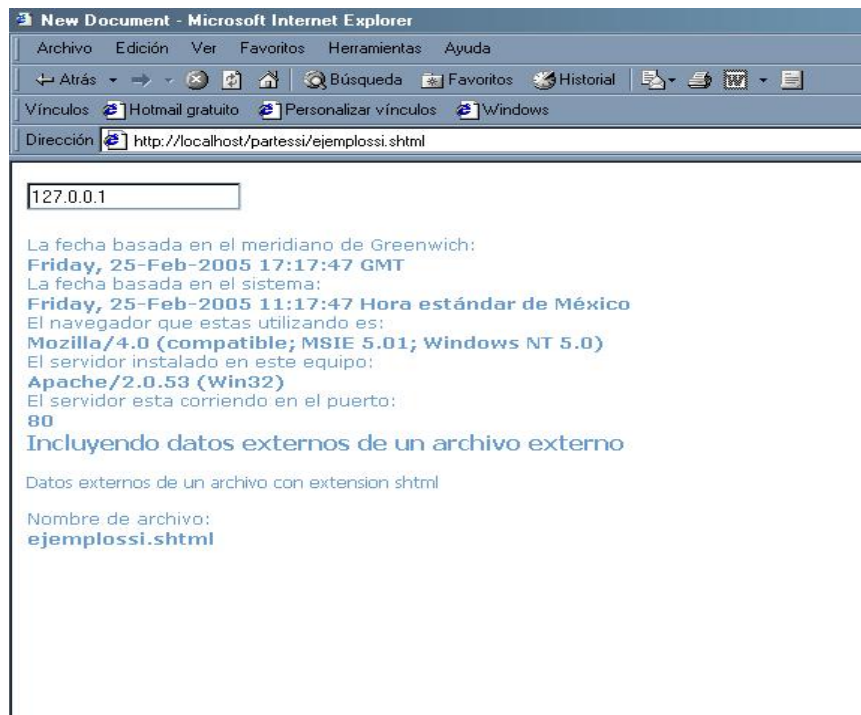 New Document - Microsoft Internet Explorer
Archivo Edición Ver Favoritos Herramientas Ayuda
Atrás Búsqueda Favoritos Historial
Vínculos Hotmail gratuito Personalizar vínculos Windows
Dirección http://localhost/partessi/ejemplossi.shtml
127.0.0.1
La fecha basada en el meridiano de Greenwich:
Friday, 25-Feb-2005 17:17:47 GMT
La fecha basada en el sistema:
Friday, 25-Feb-2005 11:17:47 Hora estándar de México
El navegador que estas utilizando es:
Mozilla/4.0 (compatible; MSIE 5.01; Windows NT 5.0)
El servidor instalado en este equipo:
Apache/2.0.53 (Win32)
El servidor esta corriendo en el puerto:
80
Incluyendo datos externos de un archivo externo
Datos externos de un archivo con extension shtml
Nombre de archivo:
ejemplossi.shtml